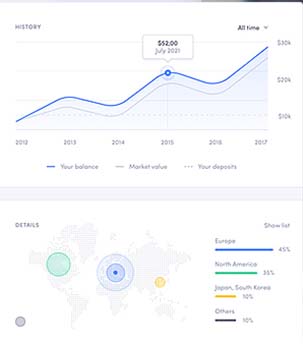 HISTORY
All time
$52,00
July 2021
$30k
$20k
$10k
2012 2013 2014 2015 2016 2017
Your balance Market value Your deposits
DETAILS
Show list
Europe
45%
North America
35%
Japan, South Korea
10%
Others
10%